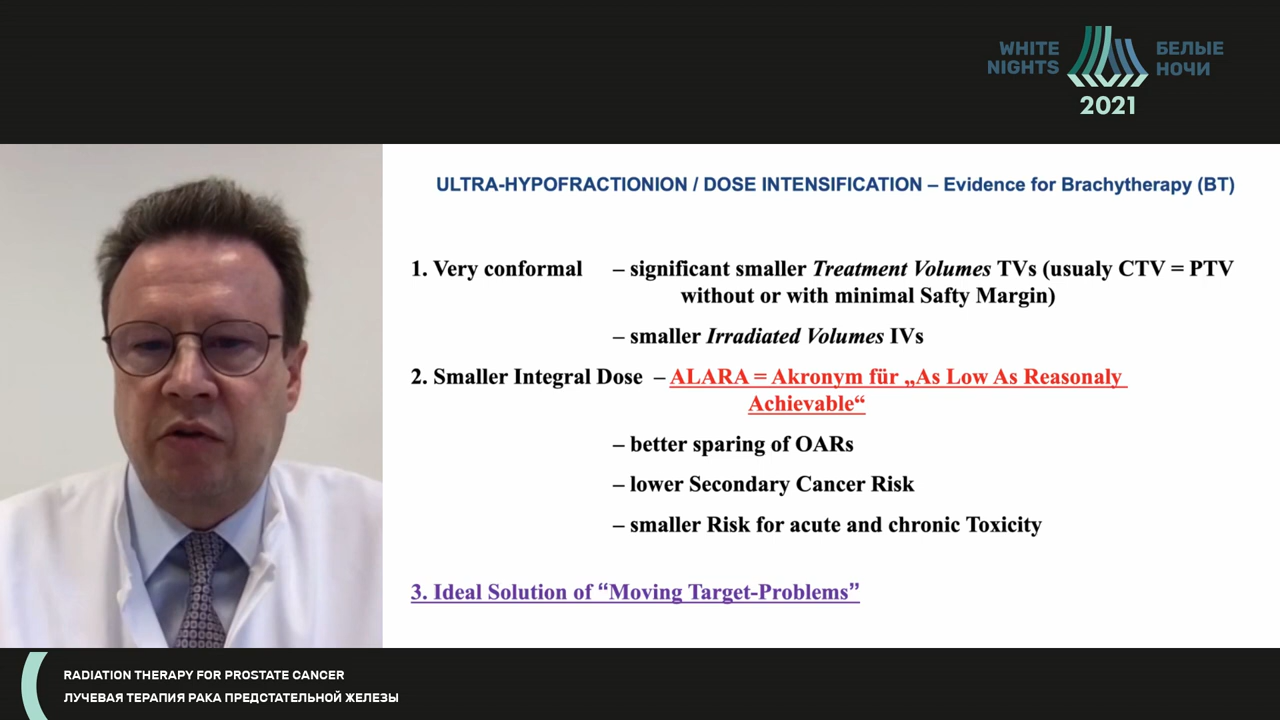 WHITE NIGHTS
БЕЛЫЕ НОЧИ
2021
ULTRA-HYPOFRACTIONION / DOSE INTENSIFICATION – Evidence for Brachytherapy (BT)
1. Very conformal – significant smaller Treatment Volumes TVs (usualy CTV = PTV
without or with minimal Safty Margin)
– smaller Irradiated Volumes IVs
2. Smaller Integral Dose – ALARA = Akronym für „As Low As Reasonaly
Achievable“
– better sparing of OARs
– lower Secondary Cancer Risk
– smaller Risk for acute and chronic Toxicity
3. Ideal Solution of “Moving Target-Problems”
RADIATION THERAPY FOR PROSTATE CANCER
ЛУЧЕВАЯ ТЕРАПИЯ РАКА ПРЕДСТАТЕЛЬНОЙ ЖЕЛЕЗЫ